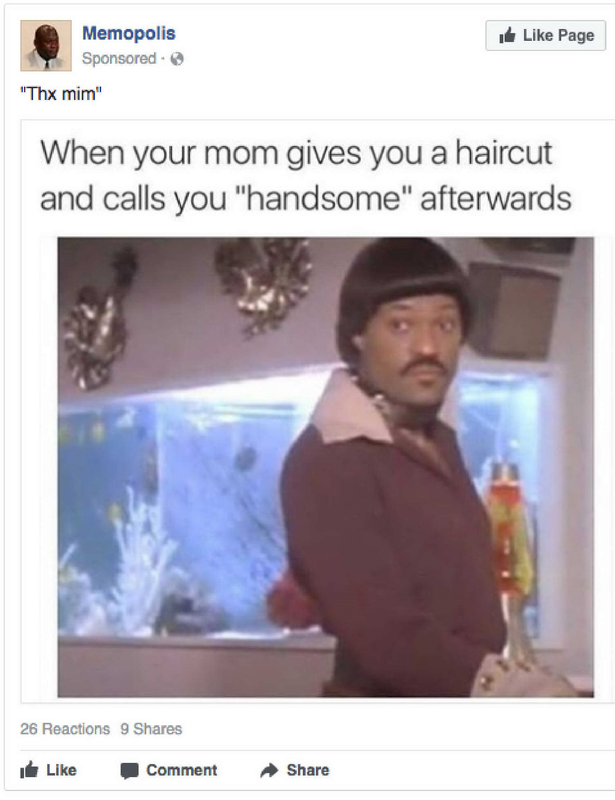 Memopolis
Like Page
Sponsored ·
"Thx mim"
When your mom gives you a haircut
and calls you "handsome" afterwards
26 Reactions 9 Shares
Like Comment Share